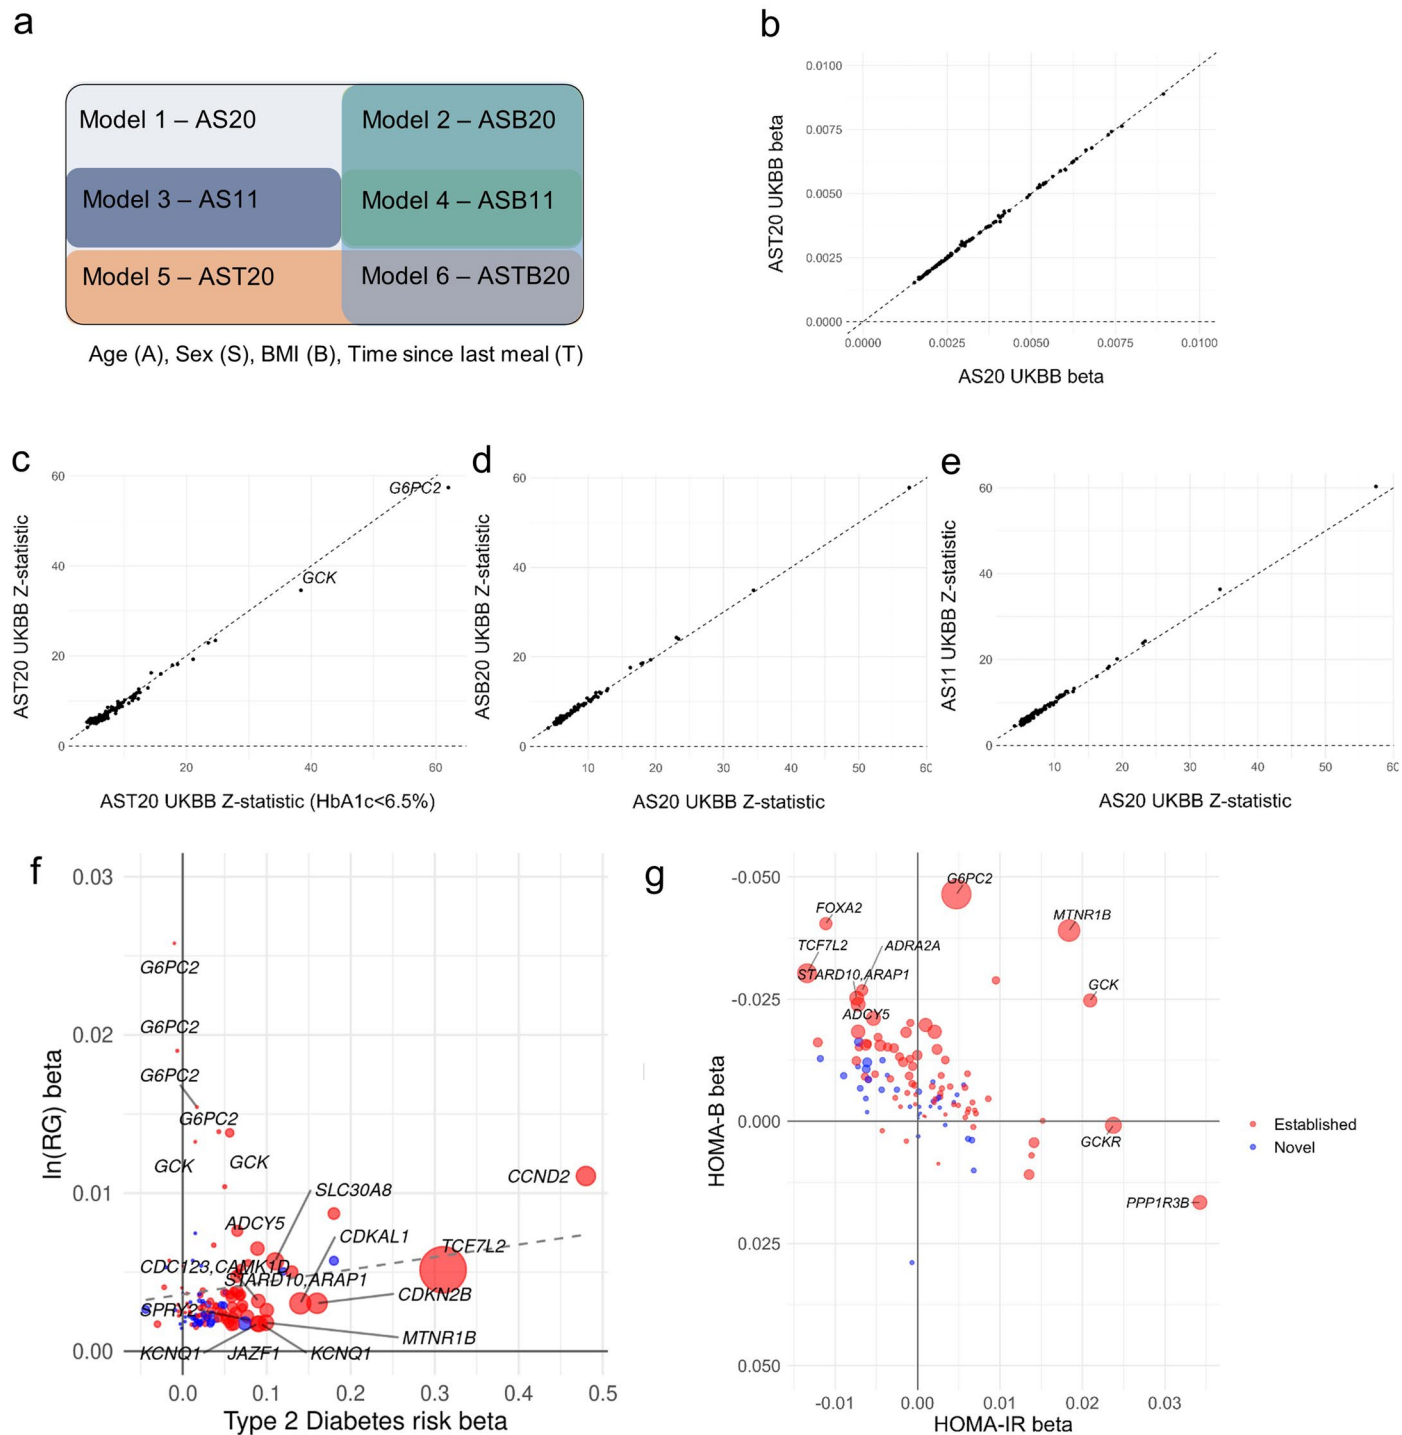 a
Model 1 – AS20
Model 2 – ASB20
Model 3 – AS11
Model 4 – ASB11
Model 5 – AST20
Model 6 – ASTB20
Age (A), Sex (S), BMI (B), Time since last meal (T)
b
AST20 UKBB beta
0.0100
0.0075
0.0050
0.0025
0.0000
0.0000 0.0025 0.0050 0.0075 0.0100
AS20 UKBB beta
c
AST20 UKBB Z-statistic
60
40
20
0
G6PC2
GCK
20 40 60
AST20 UKBB Z-statistic (HbA1c<6.5%)
d
ASB20 UKBB Z-statistic
60
40
20
0
10 20 30 40 50 60
AS20 UKBB Z-statistic
e
AS11 UKBB Z-statistic
60
40
20
0
10 20 30 40 50 60
AS20 UKBB Z-statistic
f
ln(RG) beta
0.03
0.02
0.01
0.00
G6PC2
G6PC2
G6PC2
G6PC2
GCK
GCK
CCND2
SLC30A8
ADCY5
CDKAL1
TCE7L2
CDC123,CAMK1D
STARD10,ARAP1
CDKN2B
SPRY2
MTNR1B
KCNQ1
JAZF1
KCNQ1
0.0 0.1 0.2 0.3 0.4 0.5
Type 2 Diabetes risk beta
g
HOMA-B beta
-0.050
-0.025
0.000
0.025
0.050
G6PC2
FOXA2
MTNR1B
TCF7L2
ADRA2A
STARD10,ARAP1
GCK
ADCY5
GCKR
PPP1R3B
-0.01 0.00 0.01 0.02 0.03
HOMA-IR beta
Established
Novel